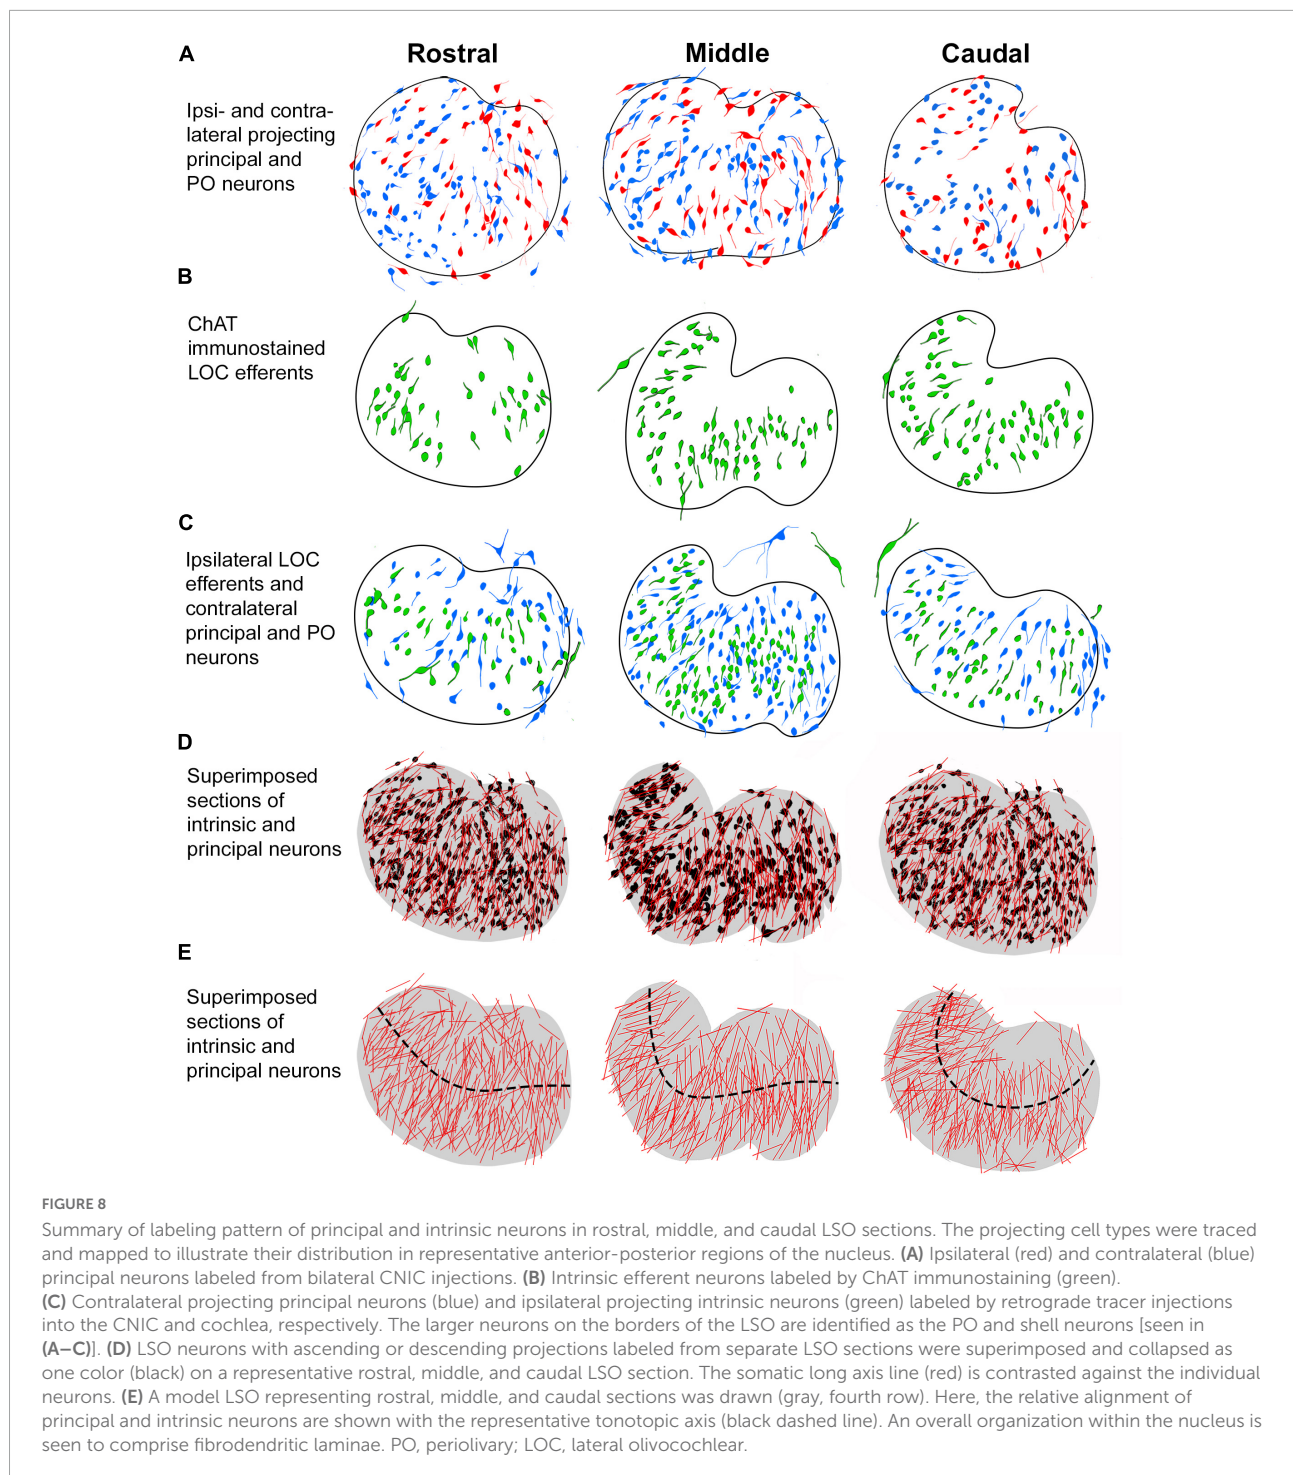 A
Rostral
Middle
Caudal
Ipsi- and contra-
lateral projecting
principal and
PO neurons
B
ChAT
immunostained
LOC efferents
C
Ipsilateral LOC
efferents and
contralateral
principal and PO
neurons
D
Superimposed
sections of
intrinsic and
principal neurons
E
Superimposed
sections of
intrinsic and
principal neurons
FIGURE 8
Summary of labeling pattern of principal and intrinsic neurons in rostral, middle, and caudal LSO sections. The projecting cell types were traced
and mapped to illustrate their distribution in representative anterior-posterior regions of the nucleus. (A) Ipsilateral (red) and contralateral (blue)
principal neurons labeled from bilateral CNIC injections. (B) Intrinsic efferent neurons labeled by ChAT immunostaining (green).
(C) Contralateral projecting principal neurons (blue) and ipsilateral projecting intrinsic neurons (green) labeled by retrograde tracer injections
into the CNIC and cochlea, respectively. The larger neurons on the borders of the LSO are identified as the PO and shell neurons [seen in
(A–C)]. (D) LSO neurons with ascending or descending projections labeled from separate LSO sections were superimposed and collapsed as
one color (black) on a representative rostral, middle, and caudal LSO section. The somatic long axis line (red) is contrasted against the individual
neurons. (E) A model LSO representing rostral, middle, and caudal sections was drawn (gray, fourth row). Here, the relative alignment of
principal and intrinsic neurons are shown with the representative tonotopic axis (black dashed line). An overall organization within the nucleus is
seen to comprise fibrodendritic laminae. PO, periolivary; LOC, lateral olivocochlear.